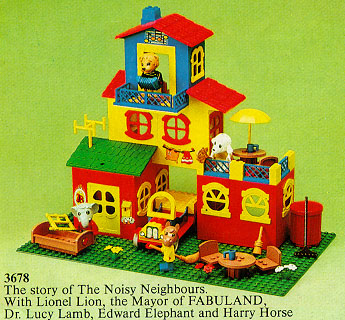 3678
The story of The Noisy Neighbours.
With Lionel Lion, the Mayor of FABULAND,
Dr. Lucy Lamb, Edward Elephant and Harry Horse